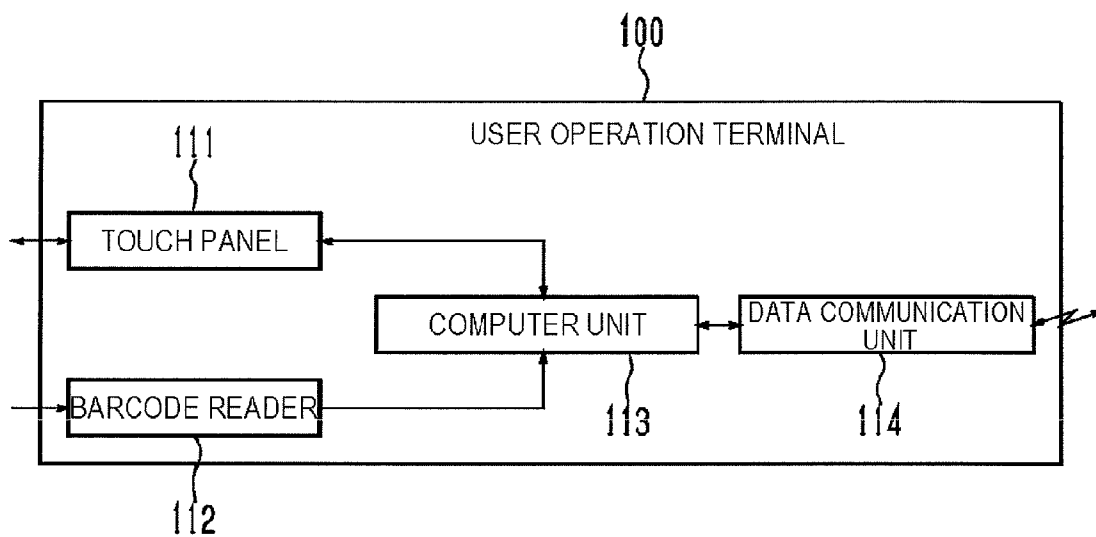 100
USER OPERATION TERMINAL
111
TOUCH PANEL
COMPUTER UNIT
DATA COMMUNICATION
UNIT
BARCODE READER
113
114
112